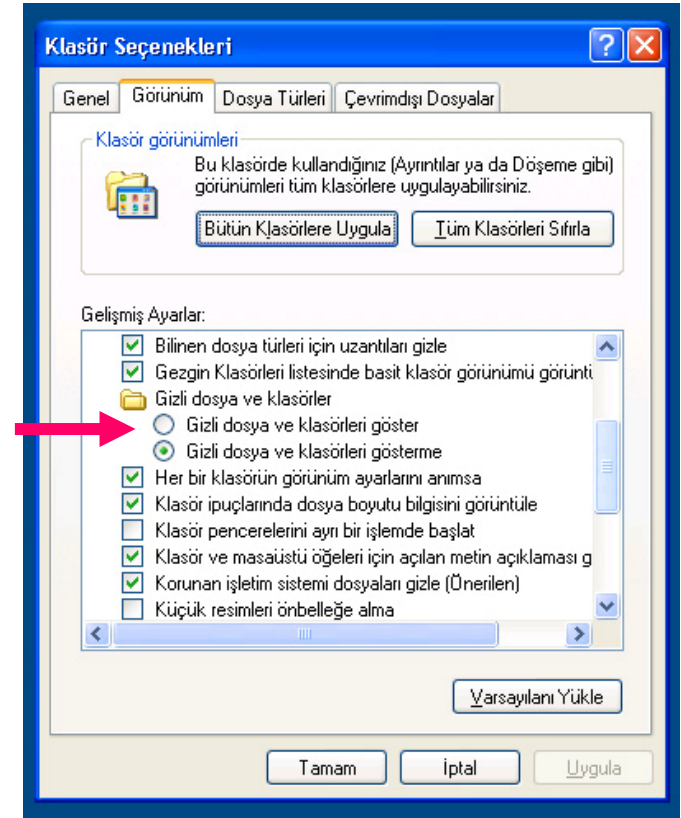 Klasör Seçenekleri
Genel Görünüm Dosya Türleri Çevrimdışı Dosyalar
Klasör görünümleri
Bu klasörde kullandığınız (Ayrıntılar ya da Döşeme gibi)
görünümleri tüm klasörlere uygulayabilirsiniz.
Bütün Klasörlere Uygula Tüm Klasörleri Sıfırla
Gelişmiş Ayarlar:
Bilinen dosya türleri için uzantıları gizle
Gezgin Klasörleri listesinde basit klasör görünümü görünti
Gizli dosya ve klasörler
Gizli dosya ve klasörleri göster
Gizli dosya ve klasörleri gösterme
Her bir klasörün görünüm ayarlarını anımsa
Klasör ipuçlarında dosya boyutu bilgisini görüntüle
Klasör pencerelerini ayrı bir işlemde başlat
Klasör ve masaüstü öğeleri için açılan metin açıklaması g
Korunan işletim sistemi dosyaları gizle (Önerilen)
Küçük resimleri önbelleğe alma
Varsayılanı Yükle
Tamam İptal Uygula